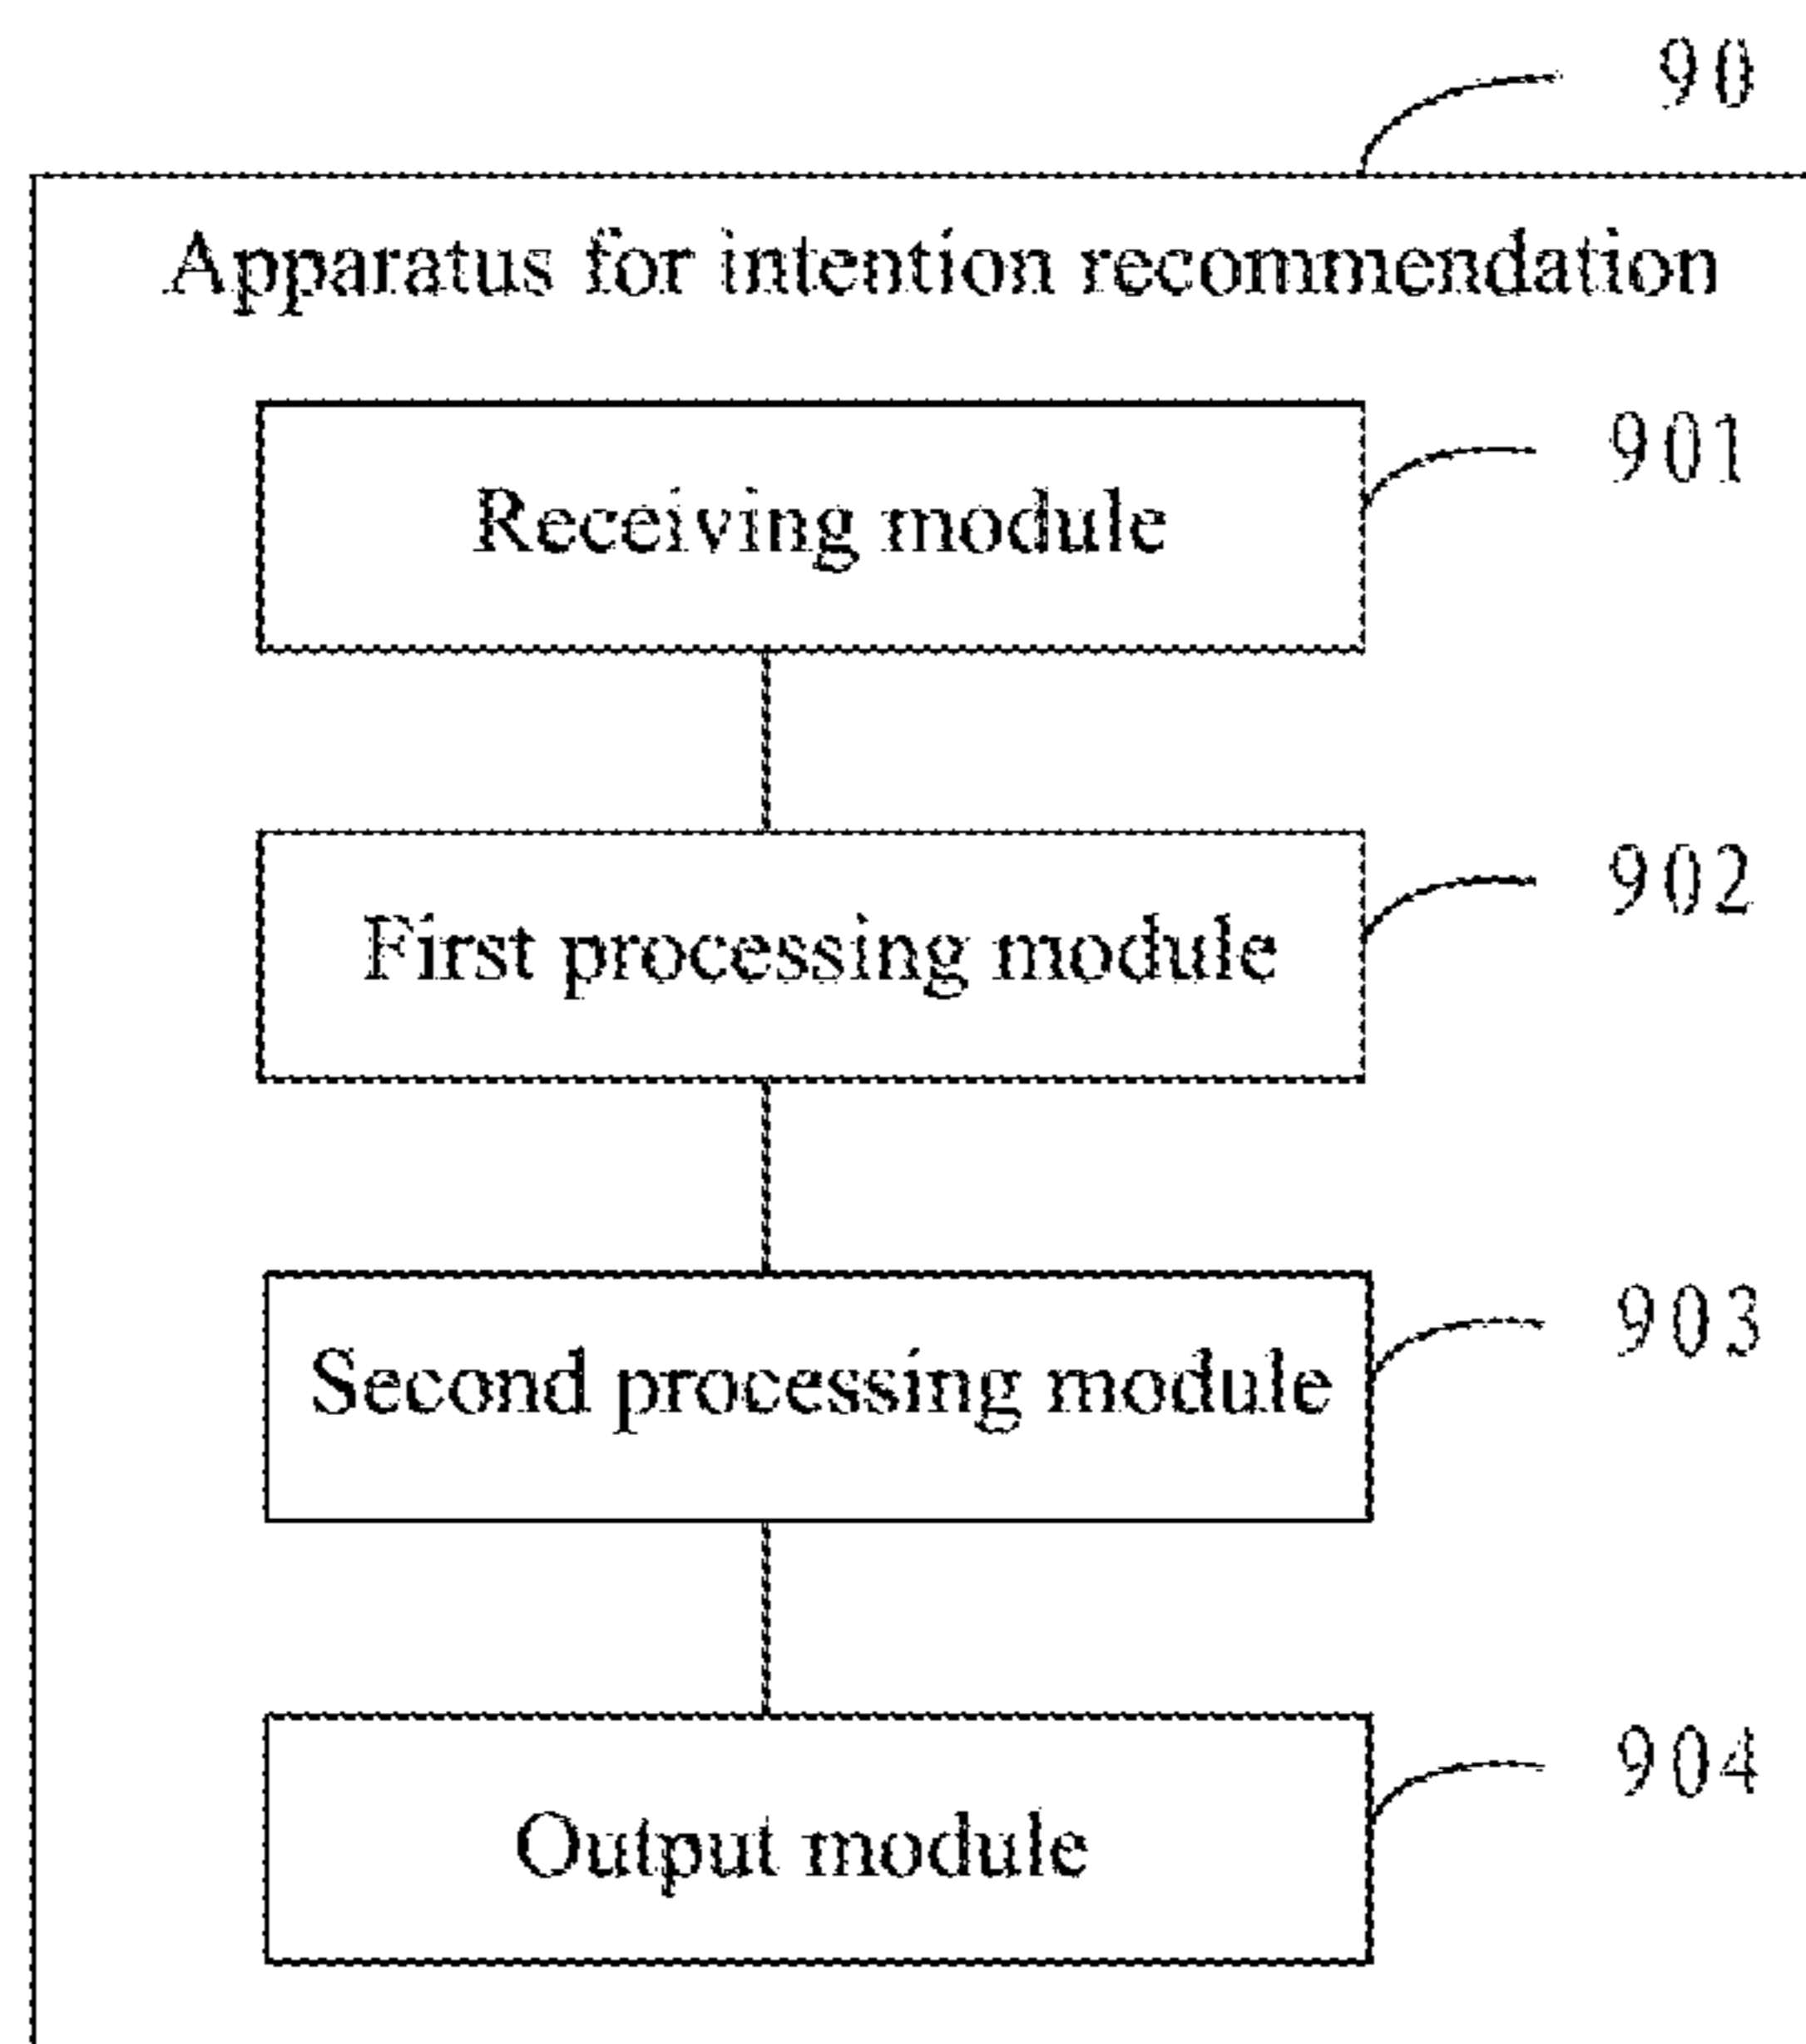 90
Apparatus for intention recommendation
Receiving module
901
First processing module
902
Second processing module
903
Output module
904